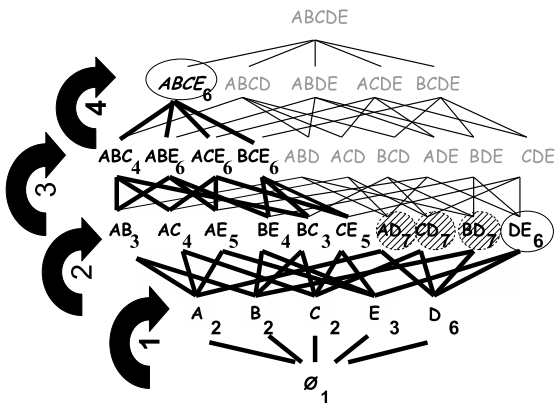 ABCDE
4 ABCE6 ABCD ABDE ACDE BCDE
3 ABC4 ABE6 ACE6 BCE6 ABD ACD BCD ADE BDE CDE
2 AB3 AC4 AE5 BE4 BC3 CE5 AD7 CD7 BD7 DE6
1 A2 B2 C2 E3 D6
ø1